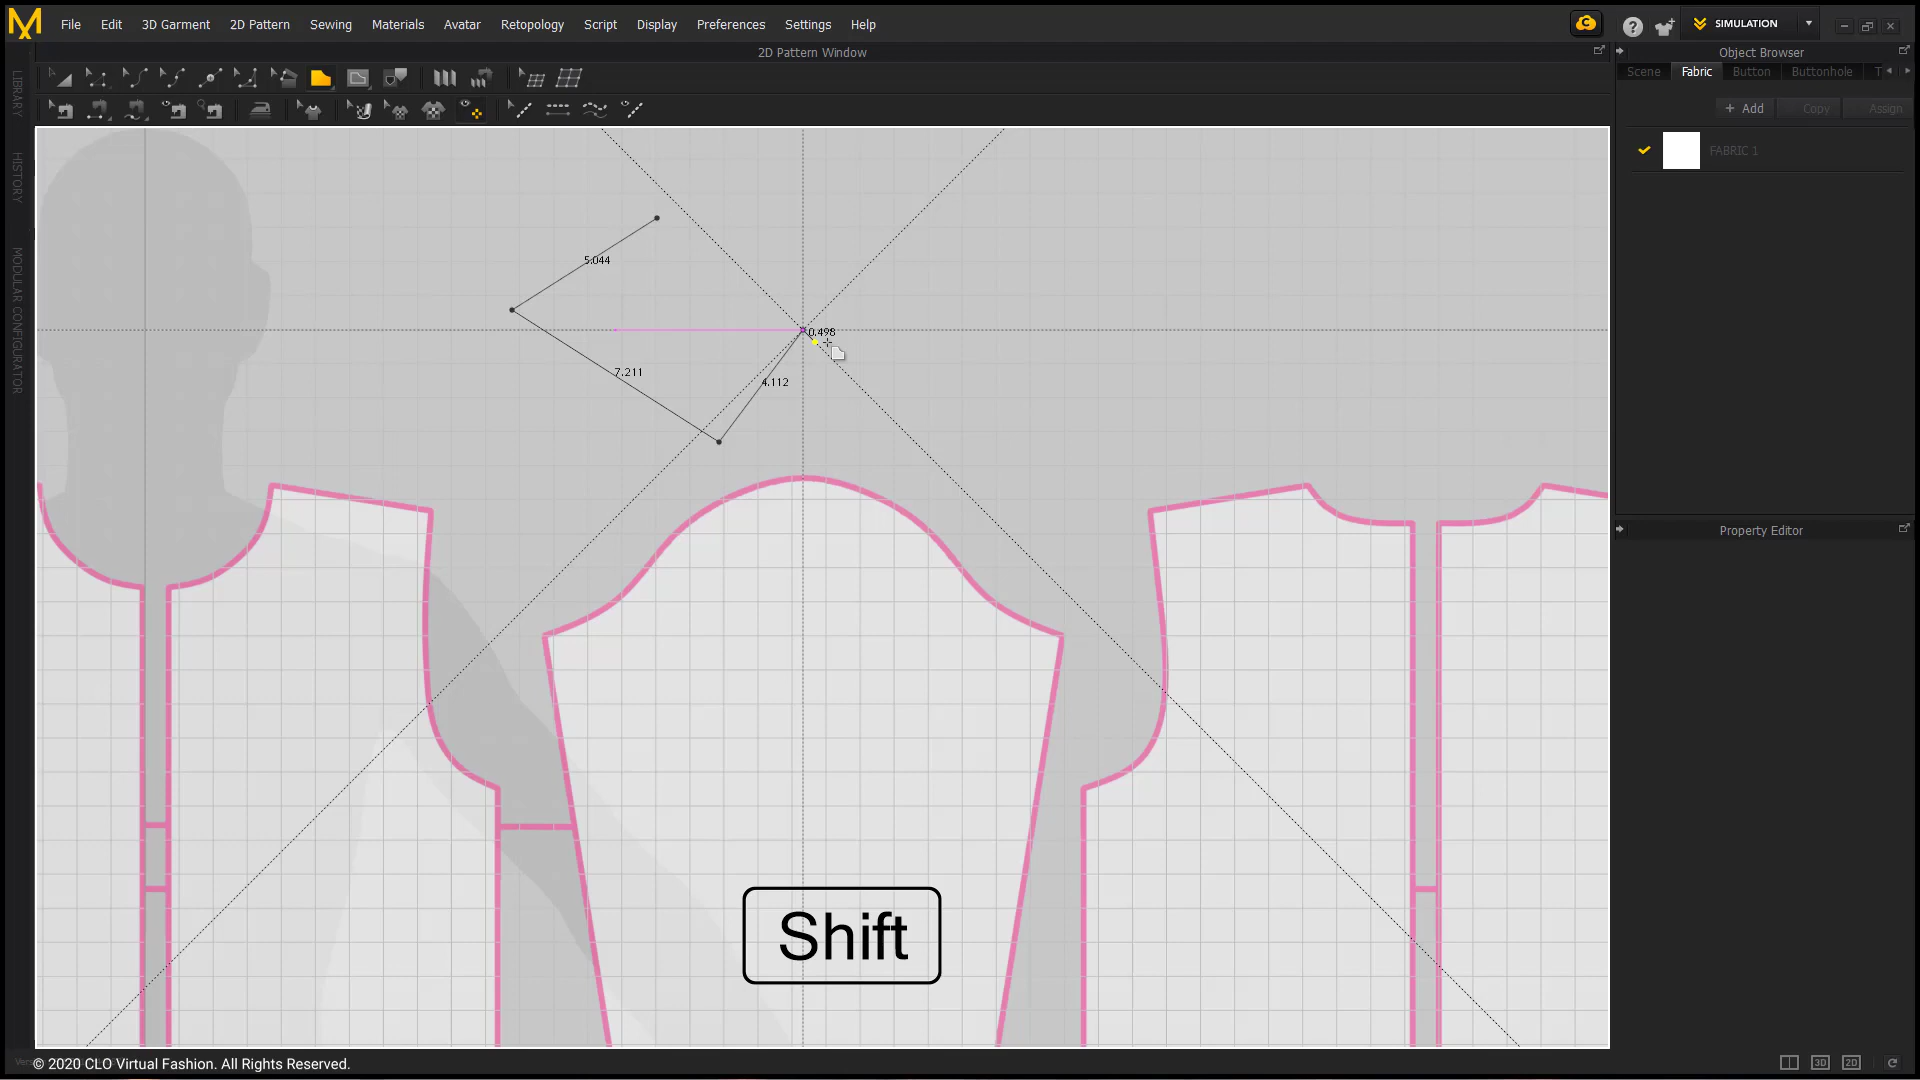 File Edit 3D Garment 2D Pattern Sewing Materials Avatar Retopology Script Display Preferences Settings Help
SIMULATION
2D Pattern Window
Object Browser
Scene Fabric Button Buttonhole T
+ Add Copy Assign
FABRIC 1
Property Editor
LIBRARY
HISTORY
MODULAR CONFIGURATOR
5.044
0.498
7.211
4.112
Shift
© 2020 CLO Virtual Fashion. All Rights Reserved.
3D 2D